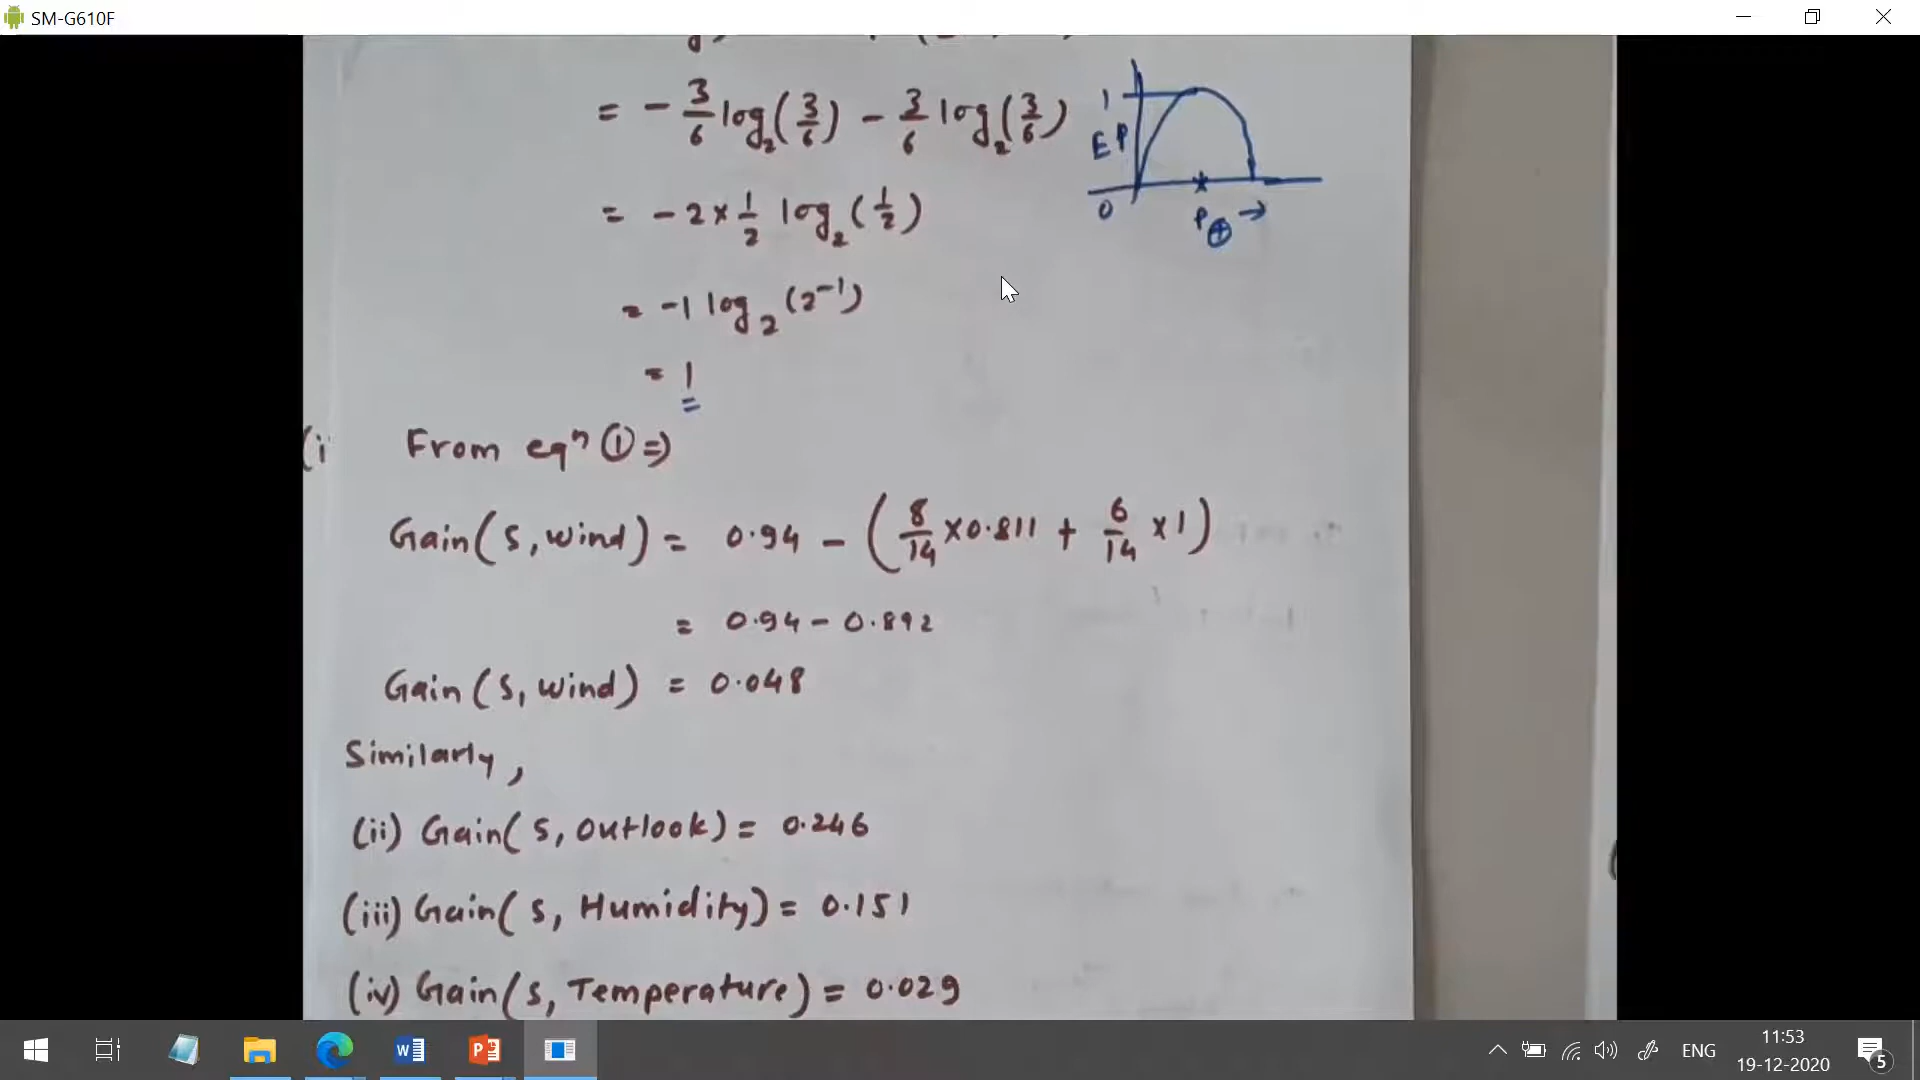 SM-G610F
= - 3/6 log₂(3/6) - 3/6 log₂(3/6)
= - 2 × 1/2 log₂(1/2)
= -1 log₂(2⁻¹)
= 1
1
E
0
P⊕ →
(i
From eqⁿ ① ⇒
Gain(S, wind) = 0.94 - (8/14 × 0.811 + 6/14 × 1)
= 0.94 - 0.892
Gain(S, wind) = 0.048
Similarly,
(ii) Gain(S, Outlook) = 0.246
(iii) Gain(S, Humidity) = 0.151
(iv) Gain(S, Temperature) = 0.029
ENG
11:53
19-12-2020
5